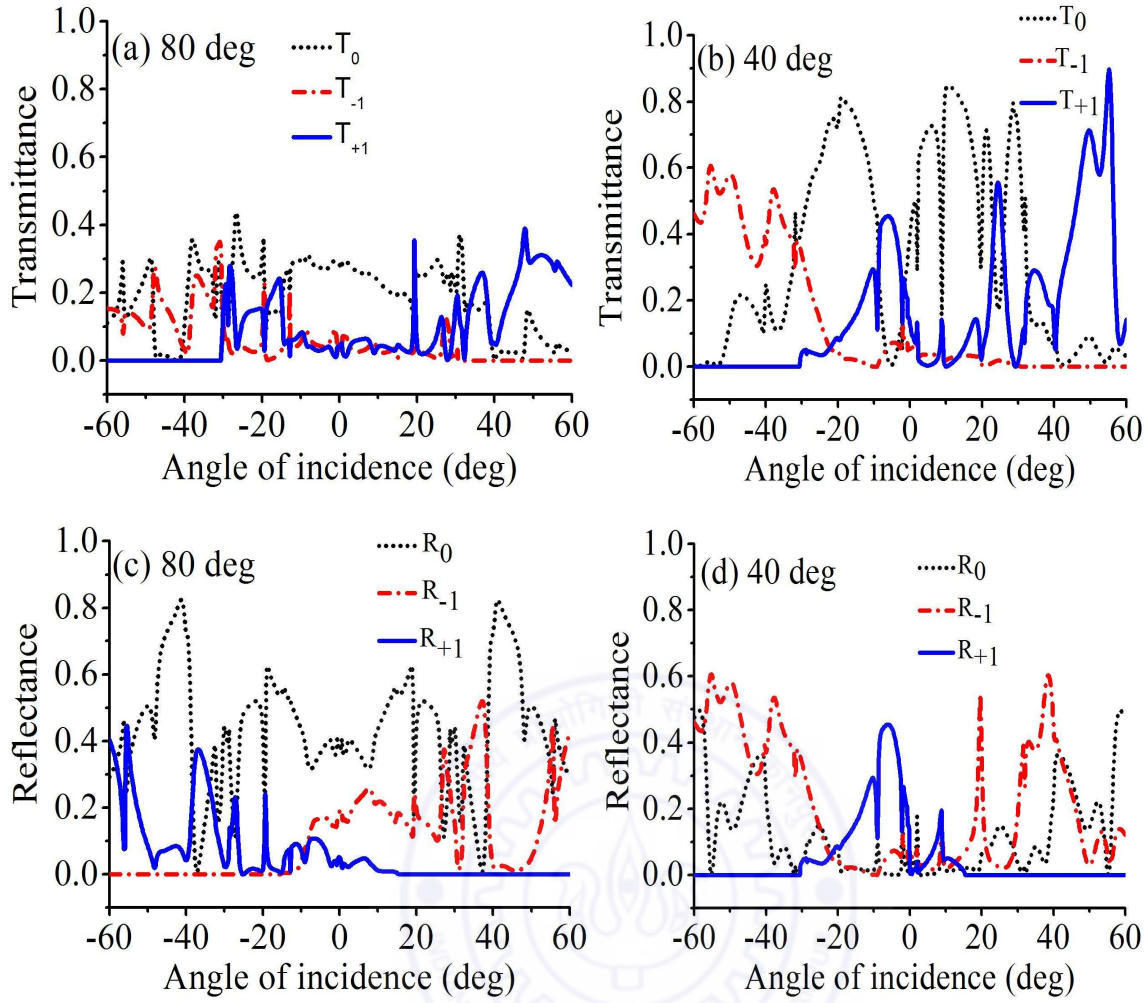 (a) 80 deg
T0
T-1
T+1
1.0
0.8
0.6
0.4
0.2
0.0
Transmittance
-60 -40 -20 0 20 40 60
Angle of incidence (deg)
(b) 40 deg
T0
T-1
T+1
1.0
0.8
0.6
0.4
0.2
0.0
Transmittance
-60 -40 -20 0 20 40 60
Angle of incidence (deg)
(c) 80 deg
R0
R-1
R+1
1.0
0.8
0.6
0.4
0.2
0.0
Reflectance
-60 -40 -20 0 20 40 60
Angle of incidence (deg)
(d) 40 deg
R0
R-1
R+1
1.0
0.8
0.6
0.4
0.2
0.0
Reflectance
-60 -40 -20 0 20 40 60
Angle of incidence (deg)